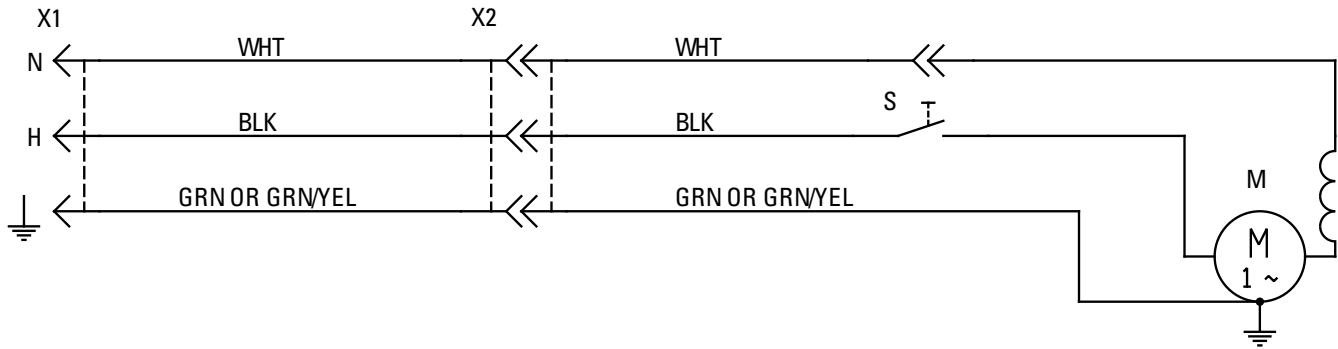 X1
X2
N
WHT
WHT
S
H
BLK
BLK
GRN OR GRN/YEL
GRN OR GRN/YEL
M
M
1 ~